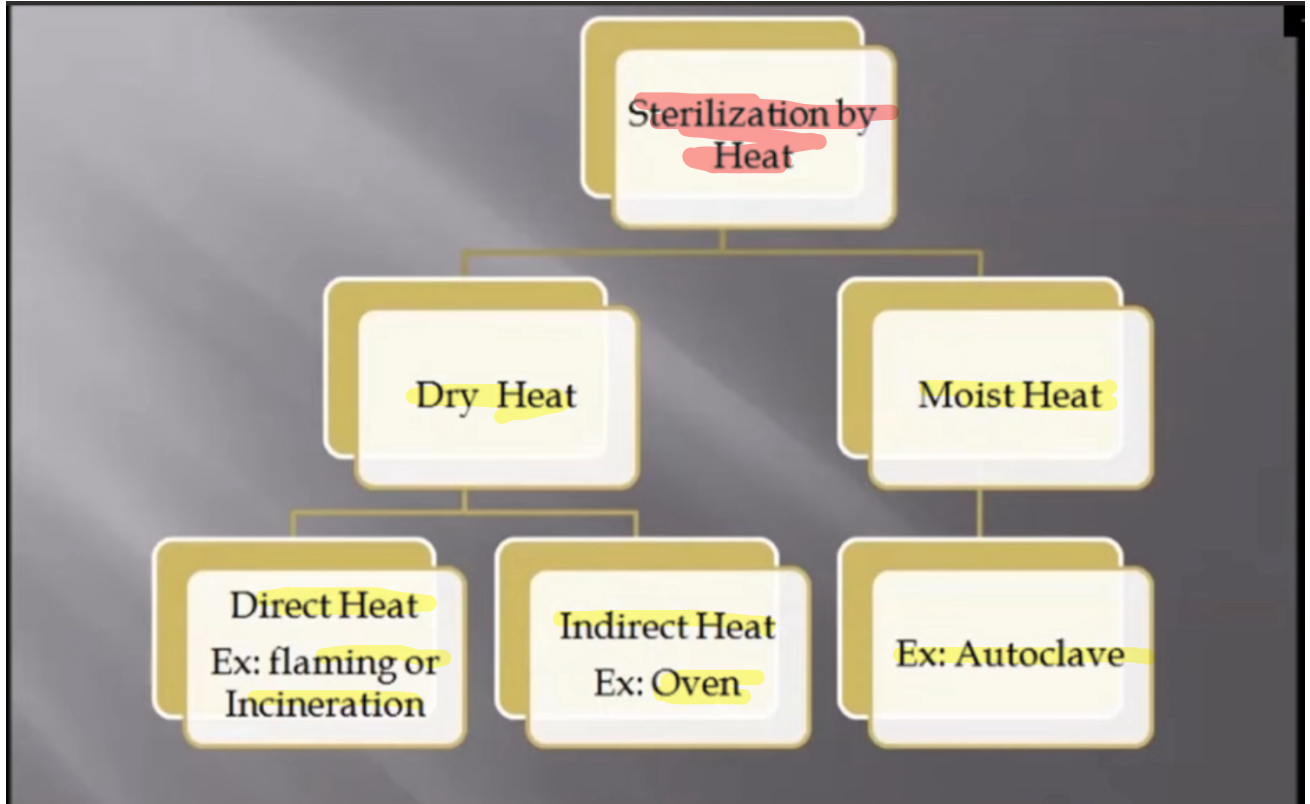 Sterilization by
Heat
Dry Heat
Moist Heat
Direct Heat
Ex: flaming or
Incineration
Indirect Heat
Ex: Oven
Ex: Autoclave